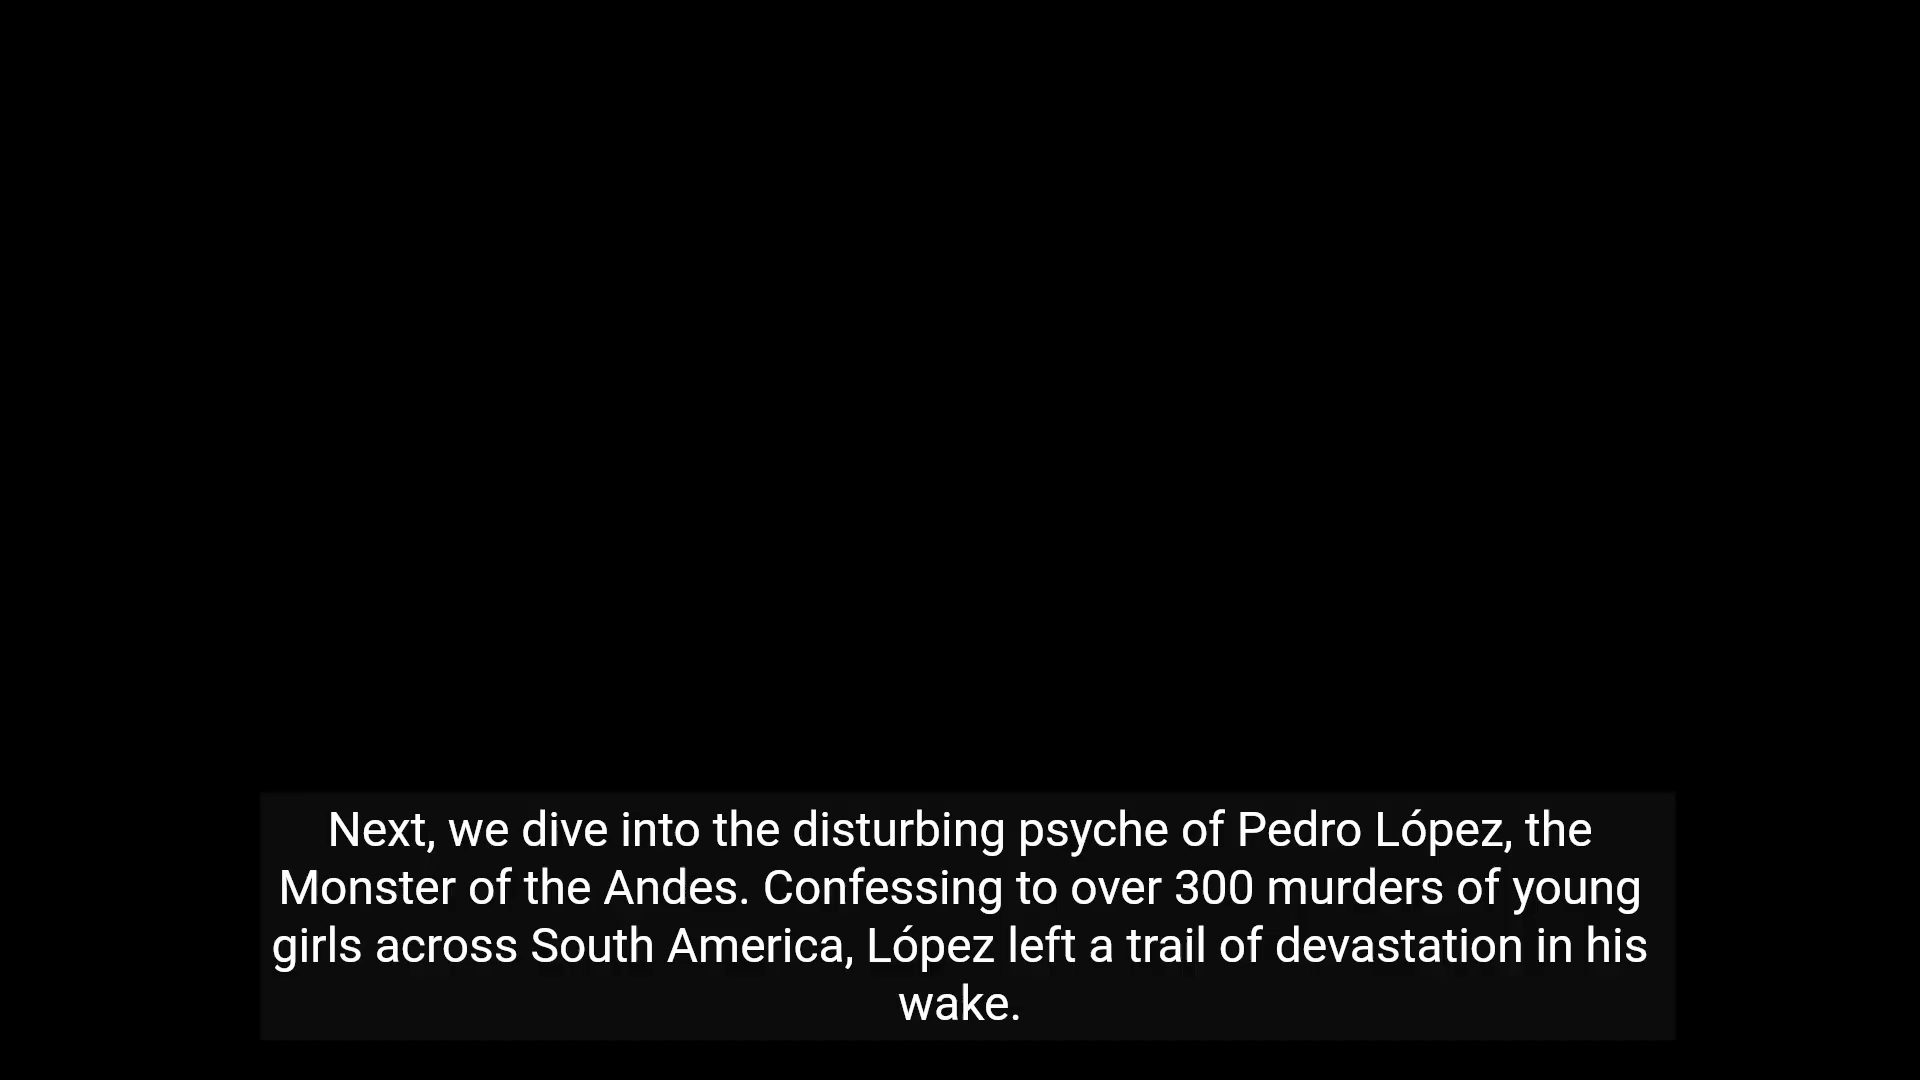 Next, we dive into the disturbing psyche of Pedro López, the
Monster of the Andes. Confessing to over 300 murders of young
girls across South America, López left a trail of devastation in his
wake.